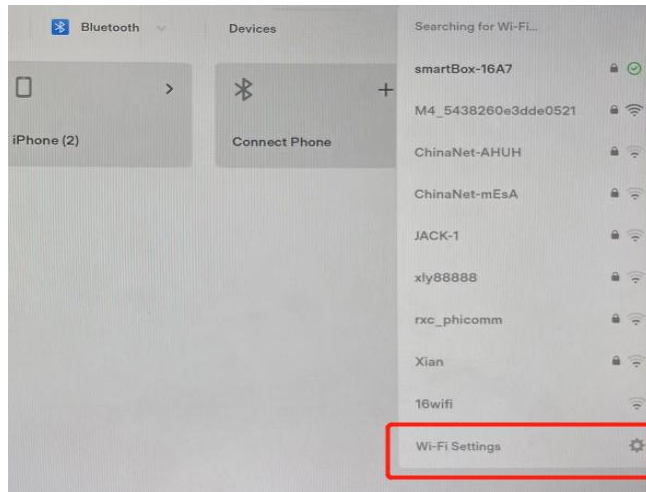 Bluetooth
Devices
iPhone (2)
Connect Phone
Searching for Wi-Fi...
smartBox-16A7
M4_5438260e3dde0521
ChinaNet-AHUH
ChinaNet-mEsA
JACK-1
xly88888
rxc_phicomm
Xian
16wifi
Wi-Fi Settings